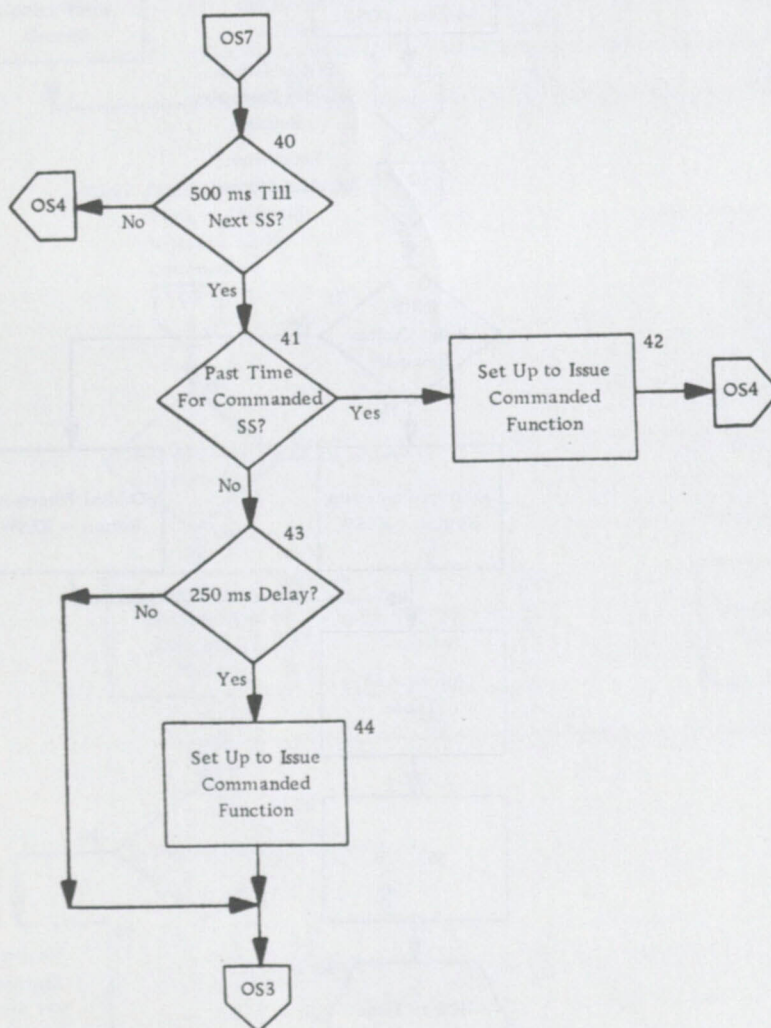 OS7
40
500 ms Till
Next SS?
OS4
No
Yes
41
Past Time
For Commanded
SS?
Yes
42
Set Up to Issue
Commanded
Function
OS4
No
43
250 ms Delay?
No
Yes
44
Set Up to Issue
Commanded
Function
OS3